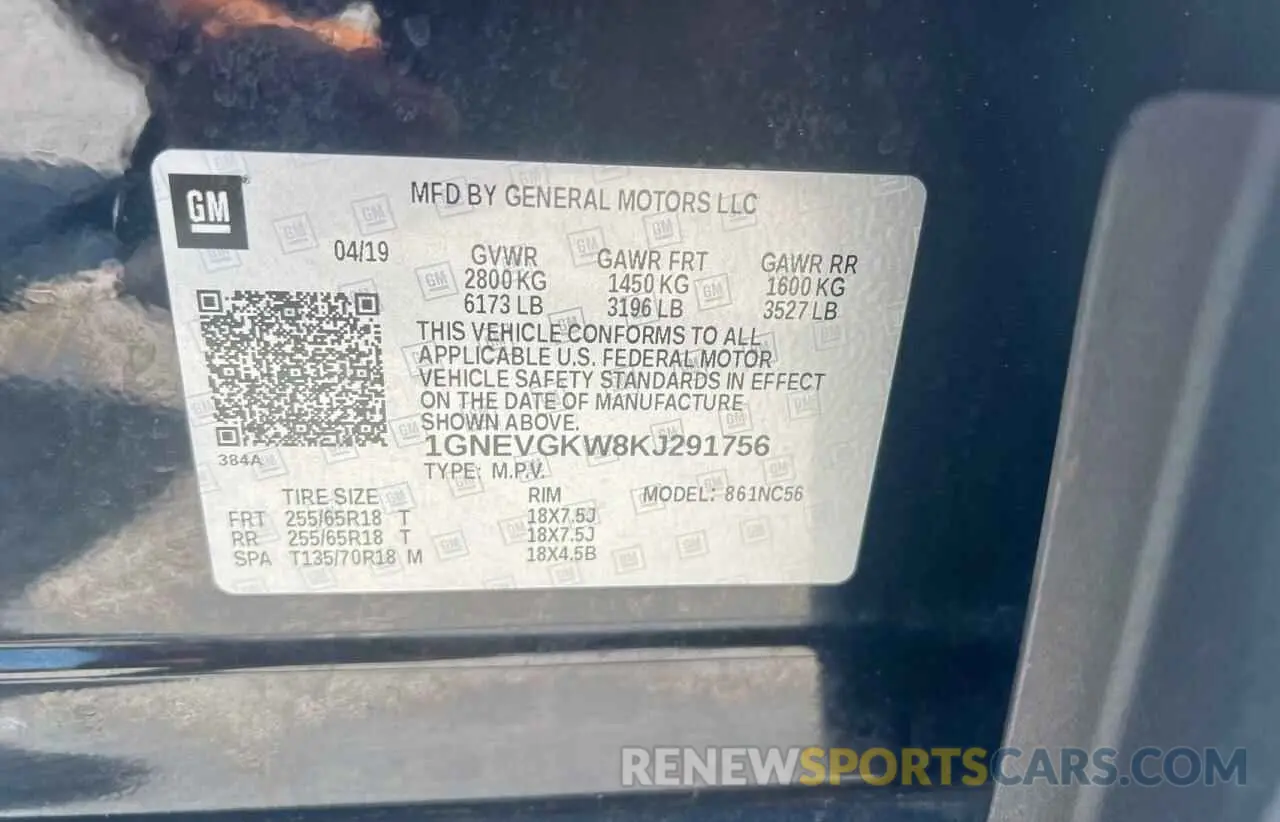 GM
MFD BY GENERAL MOTORS LLC
04/19
GVWR GAWR FRT GAWR RR
2800 KG 1450 KG 1600 KG
6173 LB 3196 LB 3527 LB
THIS VEHICLE CONFORMS TO ALL
APPLICABLE U.S. FEDERAL MOTOR
VEHICLE SAFETY STANDARDS IN EFFECT
ON THE DATE OF MANUFACTURE
SHOWN ABOVE.
1GNEVGKW8KJ291756
384A
TYPE: M.P.V.
TIRE SIZE RIM MODEL: 861NC56
FRT 255/65R18 T 18X7.5J
RR 255/65R18 T 18X7.5J
SPA T135/70R18 M 18X4.5B
RENEWSPORTSCARS.COM